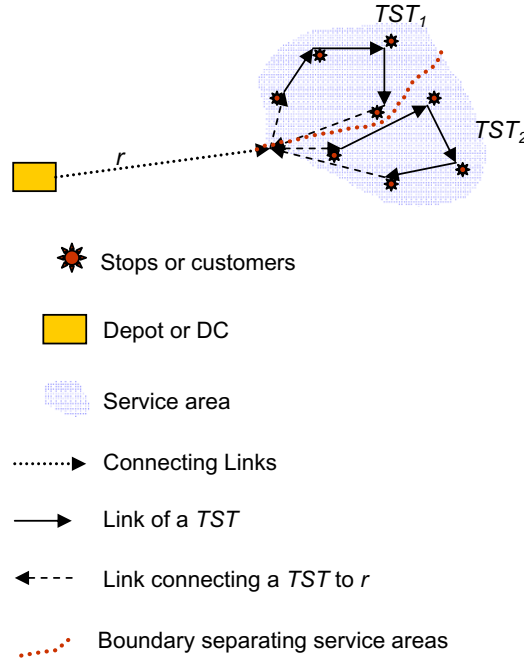 TST1
TST2
r
Stops or customers
Depot or DC
Service area
Connecting Links
Link of a TST
Link connecting a TST to r
Boundary separating service areas